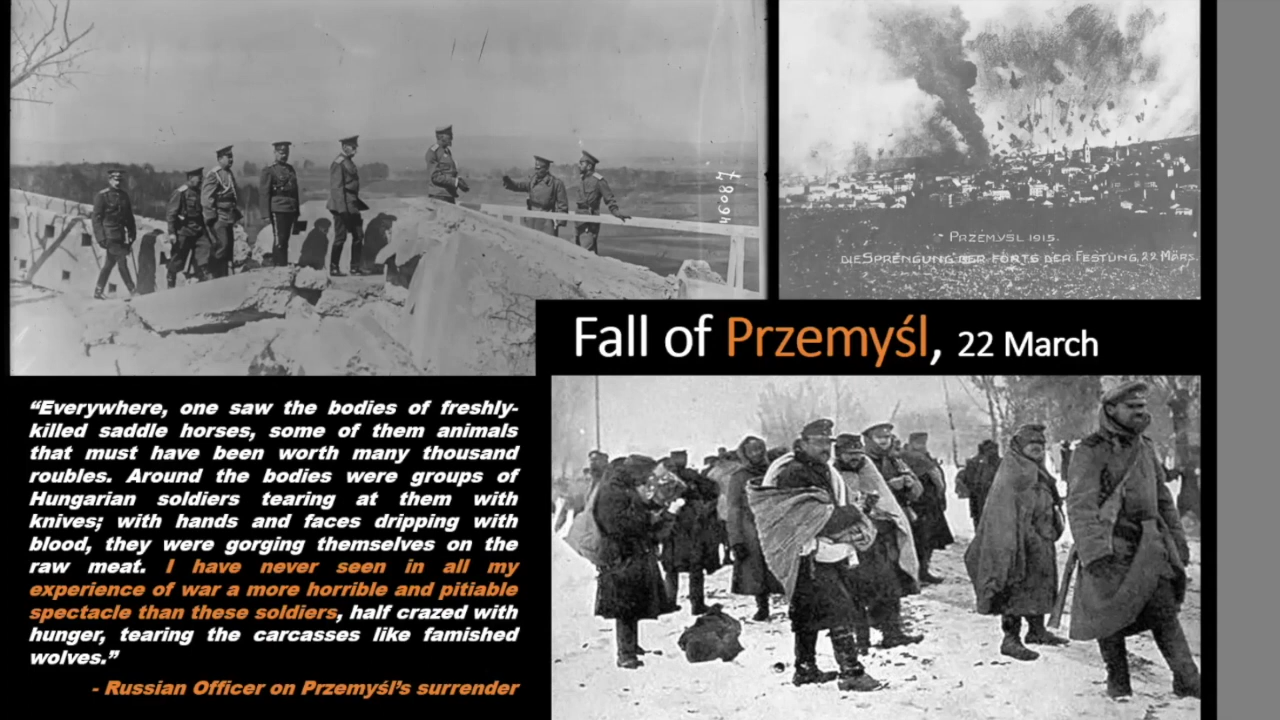 46087
PRZEMYSL 1915.
DIE SPRENGUNG DER FORTS DER FESTUNG, 22 MÄRZ
Fall of Przemyśl, 22 March
“Everywhere, one saw the bodies of freshly-
killed saddle horses, some of them animals
that must have been worth many thousand
roubles. Around the bodies were groups of
Hungarian soldiers tearing at them with
knives; with hands and faces dripping with
blood, they were gorging themselves on the
raw meat. I have never seen in all my
experience of war a more horrible and pitiable
spectacle than these soldiers, half crazed with
hunger, tearing the carcasses like famished
wolves.”
- Russian Officer on Przemyśl’s surrender